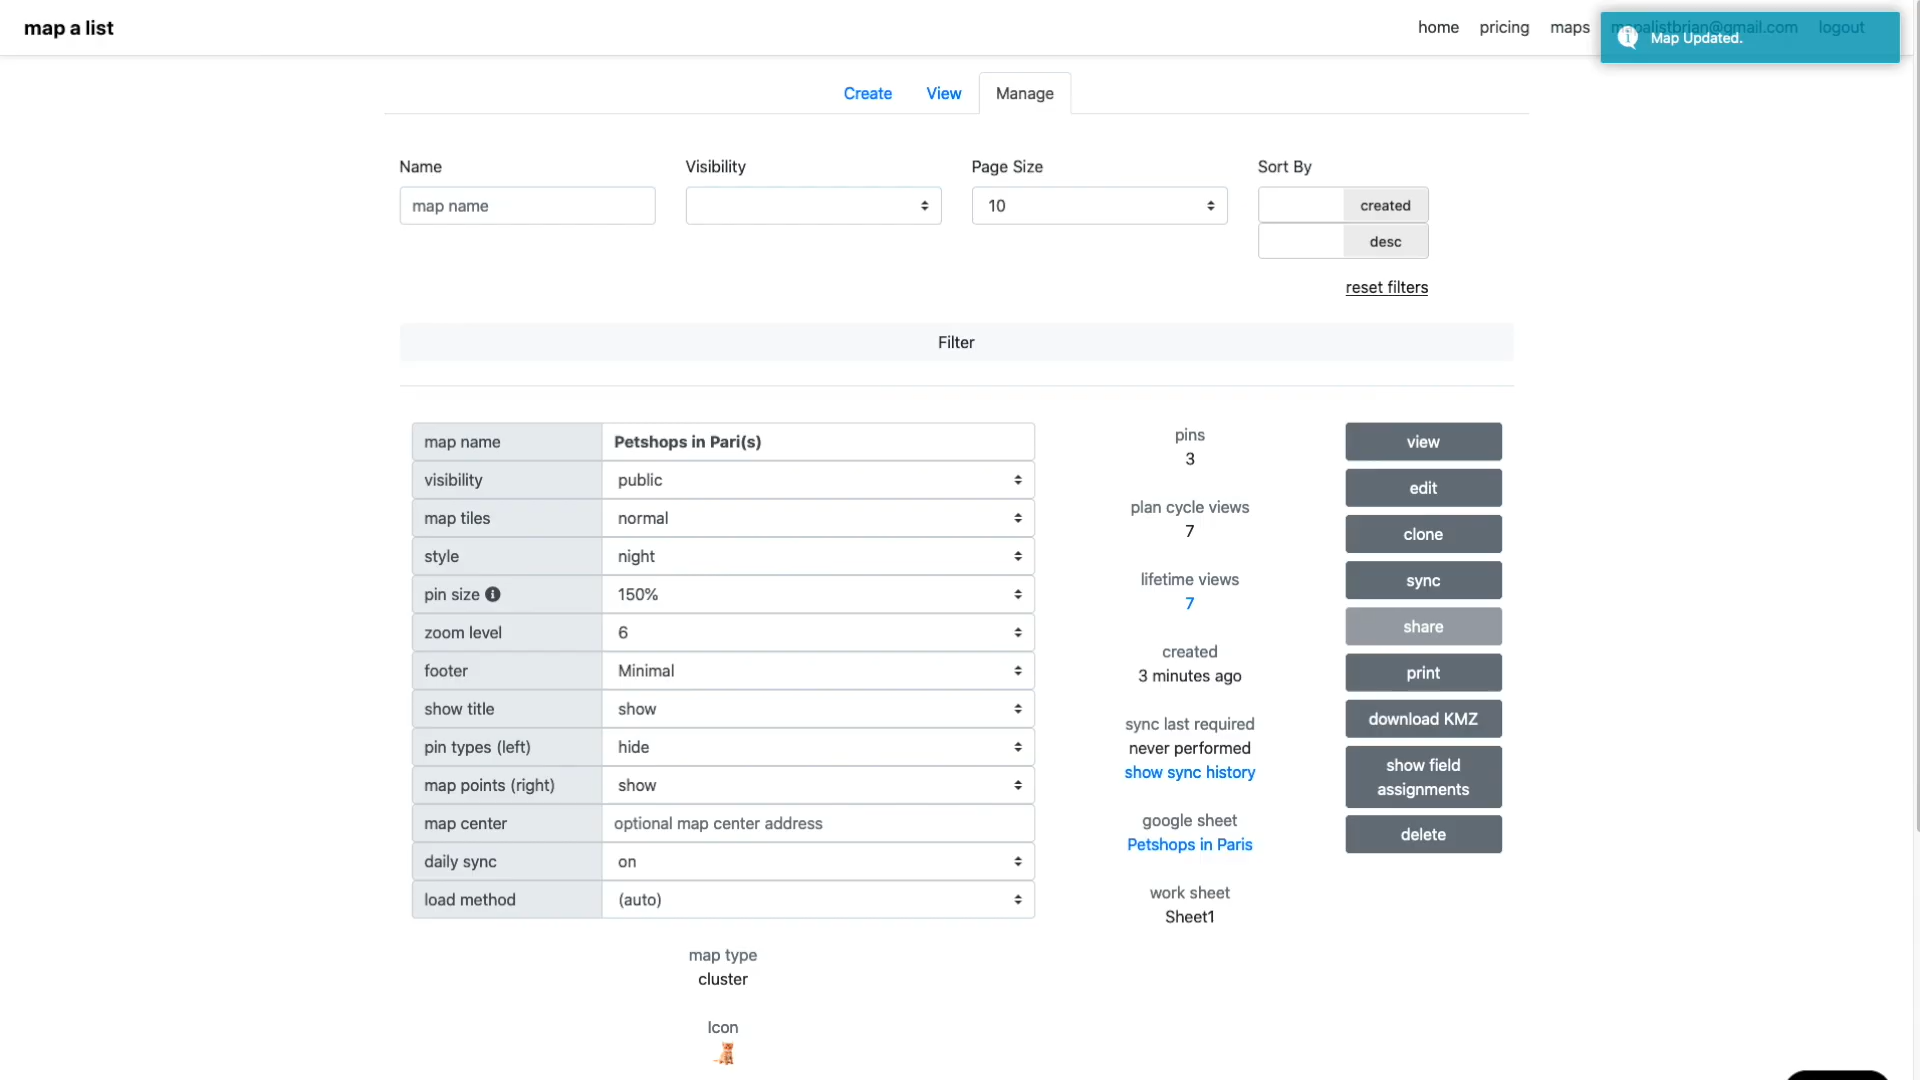 map a list
home
pricing
maps
mapalistbrian@gmail.com
logout
Map Updated.
Create
View
Manage
Name
Visibility
Page Size
Sort By
map name
10
created
desc
reset filters
Filter
map name
Petshops in Pari(s)
visibility
public
map tiles
normal
style
night
pin size
150%
zoom level
6
footer
Minimal
show title
show
pin types (left)
hide
map points (right)
show
map center
optional map center address
daily sync
on
load method
(auto)
map type
cluster
Icon
pins
3
plan cycle views
7
lifetime views
7
created
3 minutes ago
sync last required
never performed
show sync history
google sheet
Petshops in Paris
work sheet
Sheet1
view
edit
clone
sync
share
print
download KMZ
show field
assignments
delete